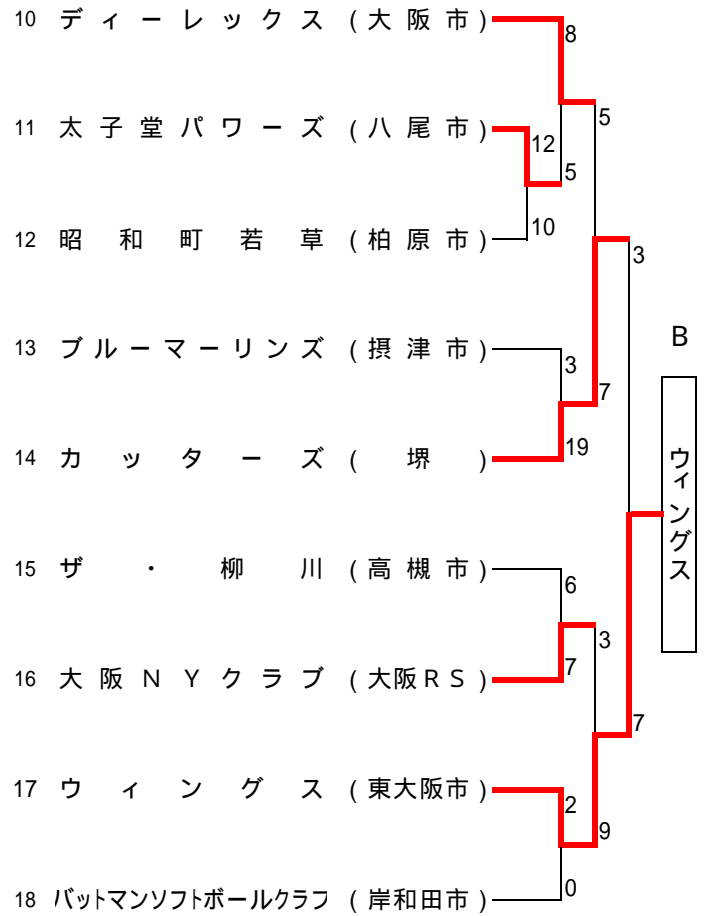 10 ディーレックス (大阪市)
8
11 太子堂パワーズ (八尾市)
12
5
5
12 昭和町若草 (柏原市)
10
3
B
13 ブルーマーリンズ (摂津市)
3
7
14 カッターズ (堺)
19
ウィングス
15 ザ・柳川 (高槻市)
6
3
16 大阪NYクラブ (大阪RS)
7
7
17 ウィングス (東大阪市)
2
9
18 バットマンソフトボールクラブ (岸和田市)
0